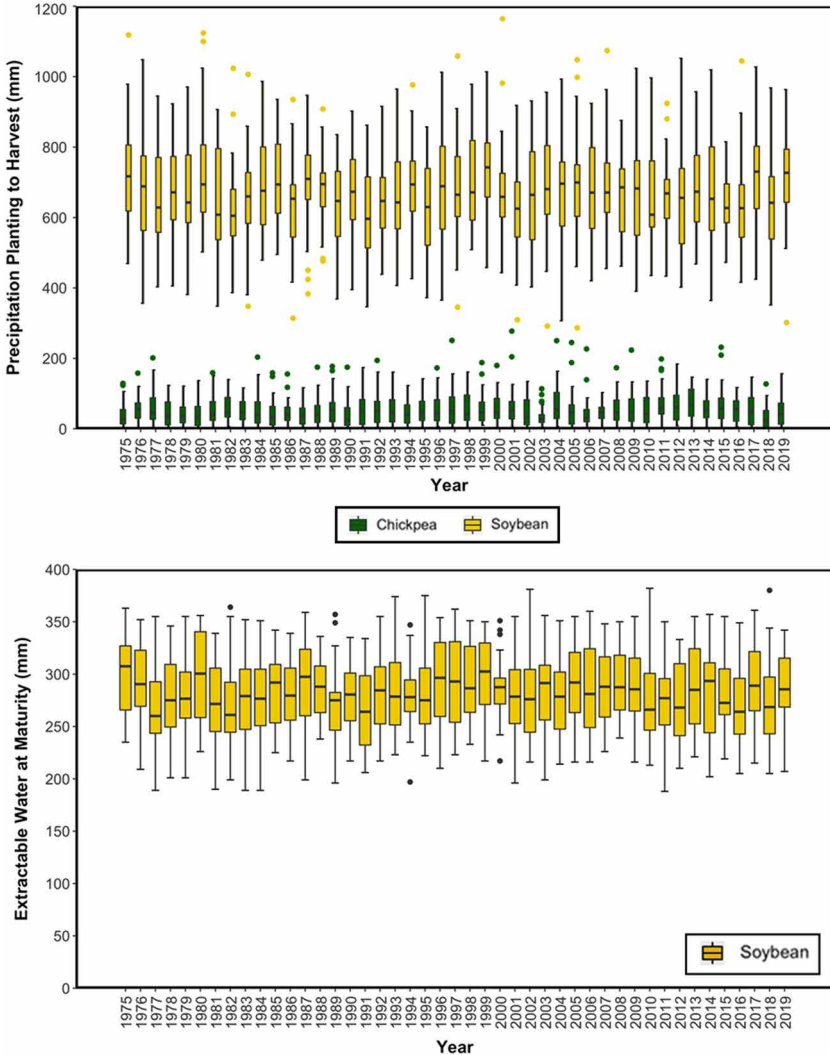 1200
1000
800
600
400
200
0
Precipitation Planting to Harvest (mm)
1975 1976 1977 1978 1979 1980 1981 1982 1983 1984 1985 1986 1987 1988 1989 1990 1991 1992 1993 1994 1995 1996 1997 1998 1999 2000 2001 2002 2003 2004 2005 2006 2007 2008 2009 2010 2011 2012 2013 2014 2015 2016 2017 2018 2019
Year
Chickpea Soybean
400
350
300
250
200
150
100
50
0
Extractable Water at Maturity (mm)
Soybean
1975 1976 1977 1978 1979 1980 1981 1982 1983 1984 1985 1986 1987 1988 1989 1990 1991 1992 1993 1994 1995 1996 1997 1998 1999 2000 2001 2002 2003 2004 2005 2006 2007 2008 2009 2010 2011 2012 2013 2014 2015 2016 2017 2018 2019
Year